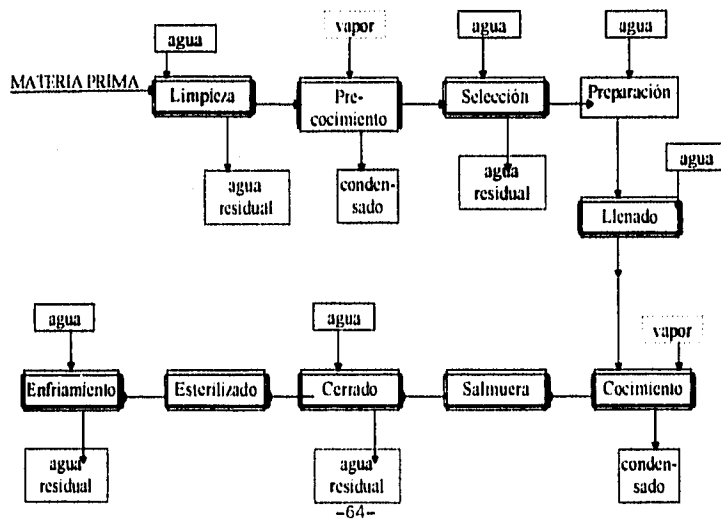 agua
vapor
agua
agua
MATERIA PRIMA
Limpieza
Pre-
cocimiento
Selección
Preparación
agua
residual
conden-
sado
agua
residual
agua
Llenado
agua
agua
vapor
Enfriamiento
Esterilizado
Cerrado
Salmuera
Cocimiento
agua
residual
agua
residual
conden-
sado
-64-